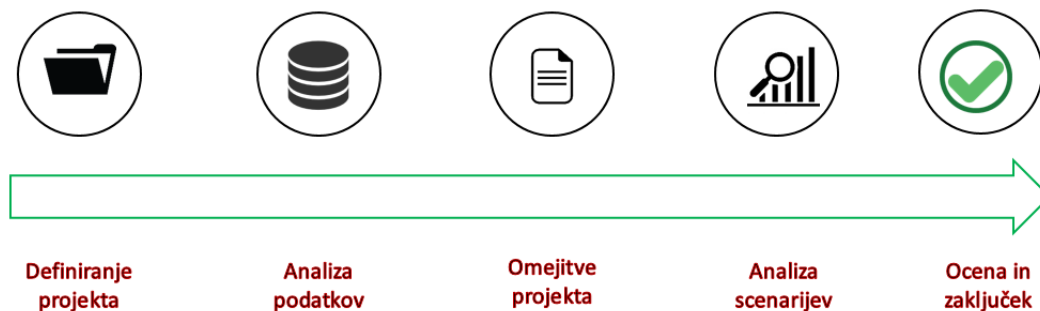 Definiranje
projekta
Analiza
podatkov
Omejitve
projekta
Analiza
scenarijev
Ocena in
zaključek